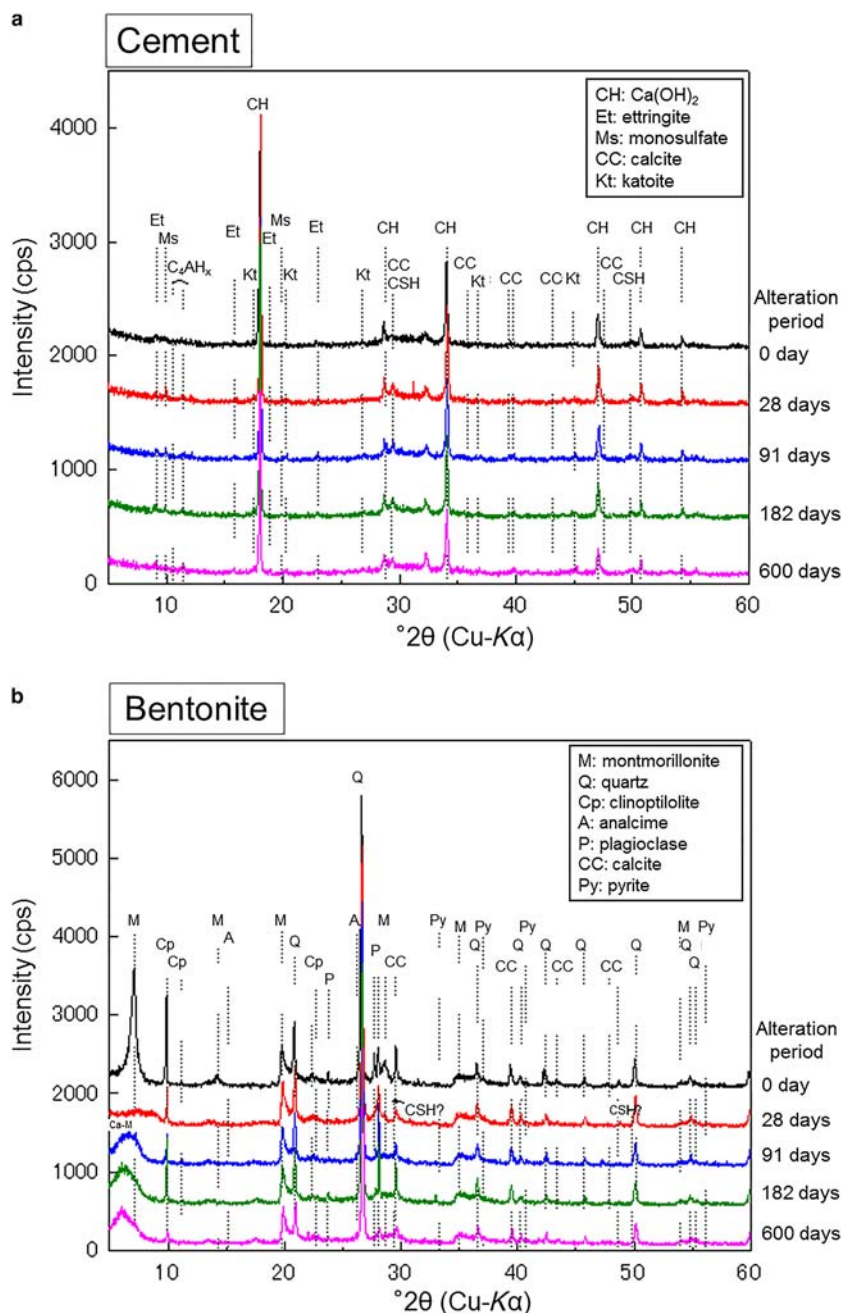 a
Cement
CH: Ca(OH)₂
Et: ettringite
Ms: monosulfate
CC: calcite
Kt: katoite
Intensity (cps)
4000
3000
2000
1000
0
CH
Et
Ms
C₄AHₓ
Et
Kt
Et
Ms
Kt
Et
Kt
CH
CC
CSH
CH
CC
Kt
CC
CC
Kt
CH
CC
CSH
CH
CH
Alteration
period
0 day
28 days
91 days
182 days
600 days
10 20 30 40 50 60
°2θ (Cu-Kα)
b
Bentonite
M: montmorillonite
Q: quartz
Cp: clinoptilolite
A: analcime
P: plagioclase
CC: calcite
Py: pyrite
Intensity (cps)
6000
5000
4000
3000
2000
1000
0
Q
M
Cp
Cp
M
A
M
Q
Cp
P
A
P
M
CC
Py
M
Q
Py
CC
Q
Py
Q
CC
Q
CC
Q
M
Q
Q
Py
Alteration
period
0 day
28 days
91 days
182 days
600 days
Ca-M
CSH?
CSH?
10 20 30 40 50 60
°2θ (Cu-Kα)